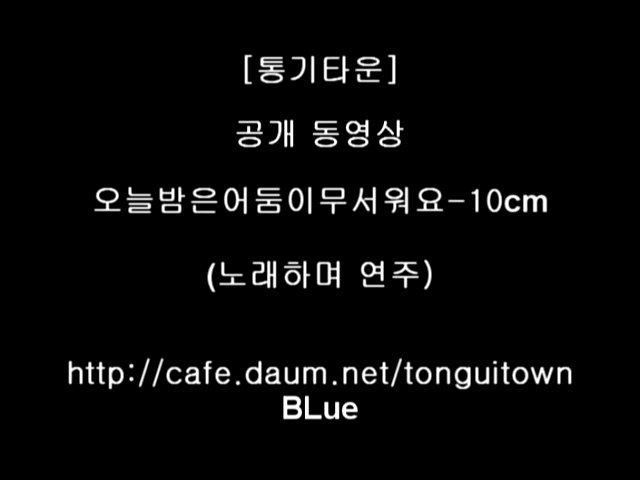 [통기타운]
공개 동영상
오늘밤은어둠이무서워요-10cm
(노래하며 연주)
http://cafe.daum.net/tonguitown
BLue